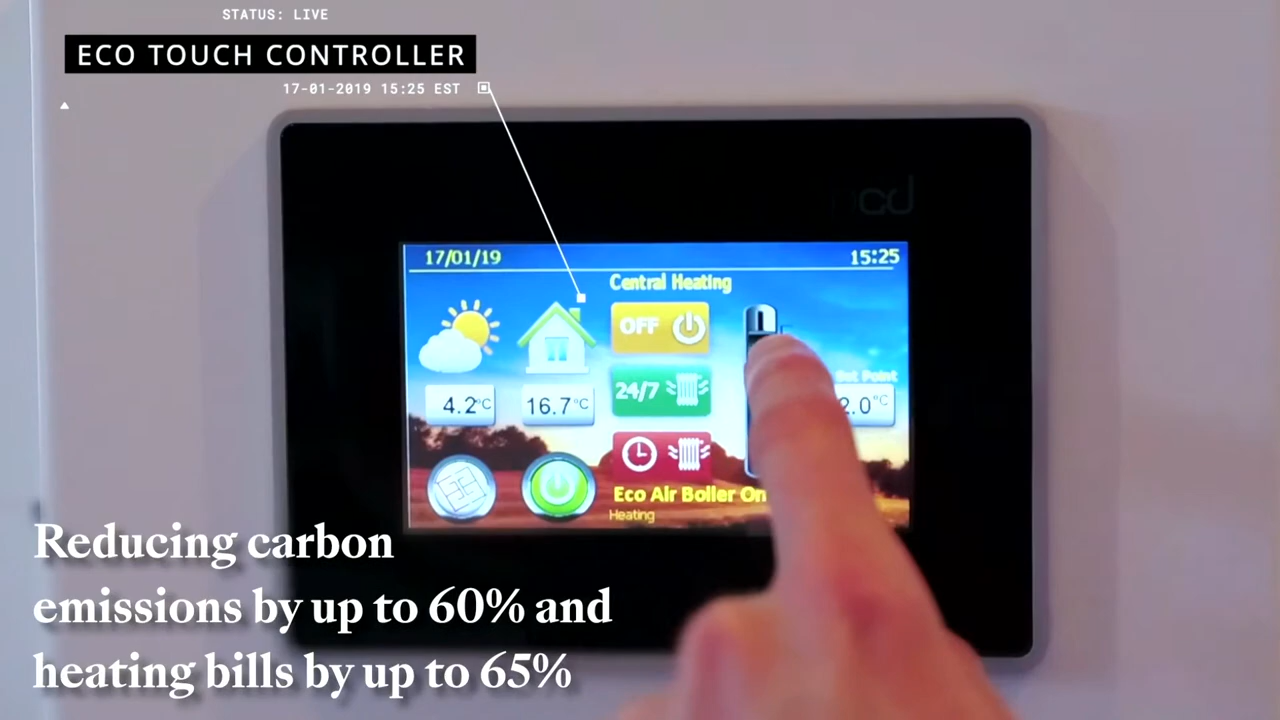 STATUS: LIVE
ECO TOUCH CONTROLLER
17-01-2019 15:25 EST
17/01/19
15:25
Central Heating
OFF
24/7
Set Point
4.2°C
16.7°C
2.0°C
Eco Air Boiler On
Heating
Reducing carbon
emissions by up to 60% and
heating bills by up to 65%